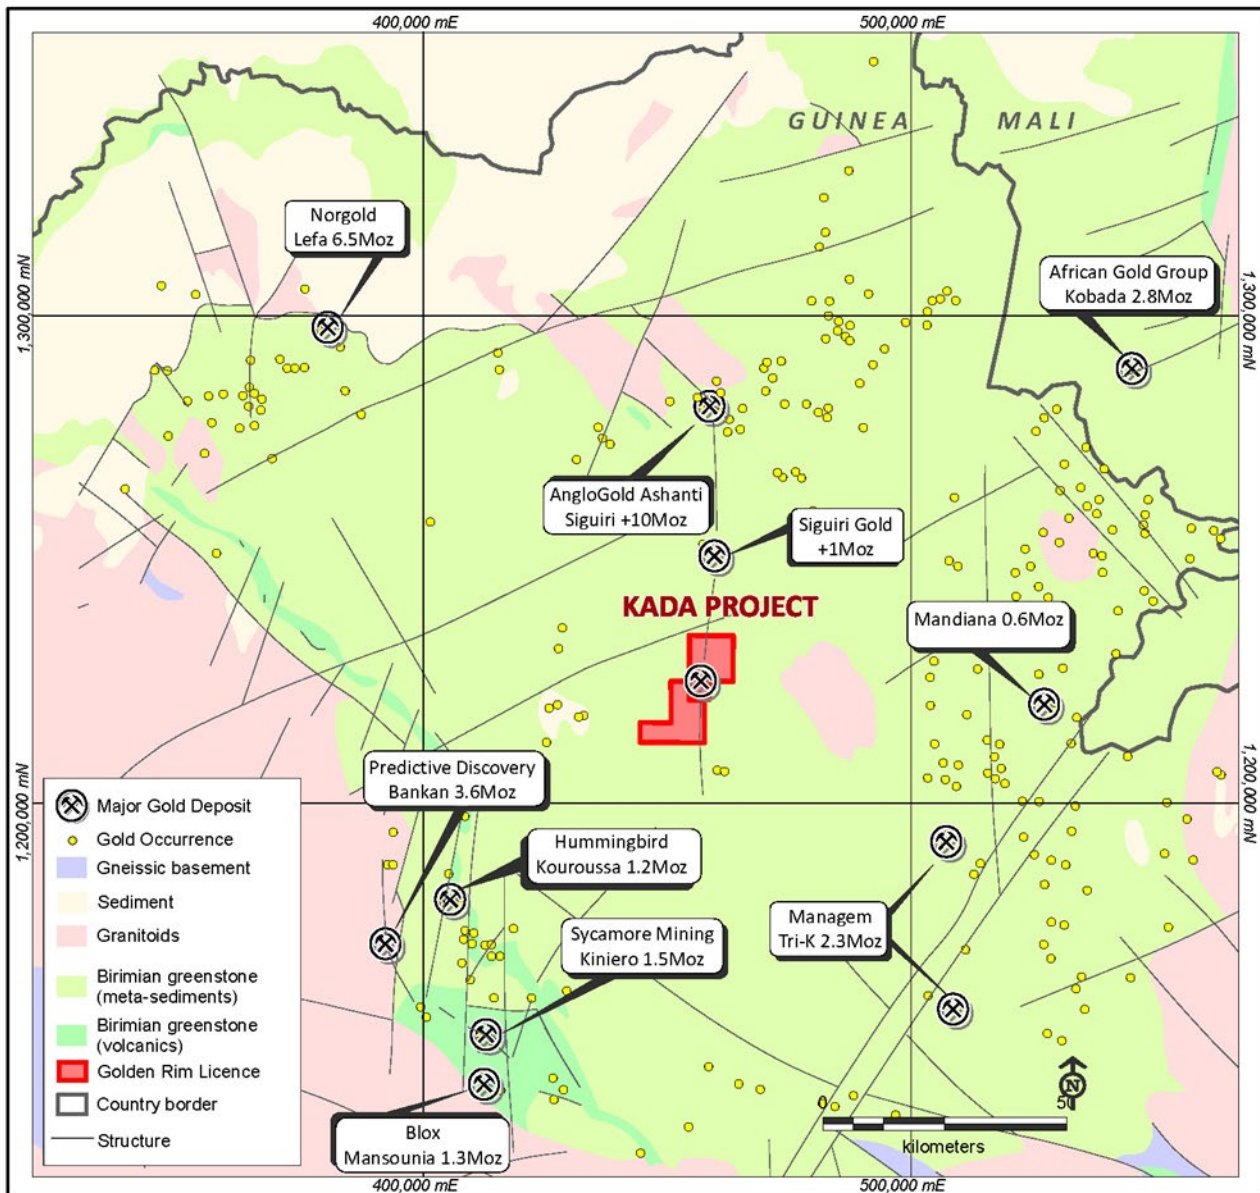 400,000 mE
500,000 mE
GUINEA
MALI
Norgold
Lefa 6.5Moz
African Gold Group
Kobada 2.8Moz
1,300,000 mN
1,300,000 mN
AngloGold Ashanti
Siguiri +10Moz
Siguiri Gold
+1Moz
KADA PROJECT
Mandiana 0.6Moz
Predictive Discovery
Bankan 3.6Moz
1,200,000 mN
1,200,000 mN
Hummingbird
Kouroussa 1.2Moz
Sycamore Mining
Kiniero 1.5Moz
Managem
Tri-K 2.3Moz
Blox
Mansounia 1.3Moz
Major Gold Deposit
Gold Occurrence
Gneissic basement
Sediment
Granitoids
Birimian greenstone
(meta-sediments)
Birimian greenstone
(volcanics)
Golden Rim Licence
Country border
Structure
N
0 50
kilometers
400,000 mE
500,000 mE